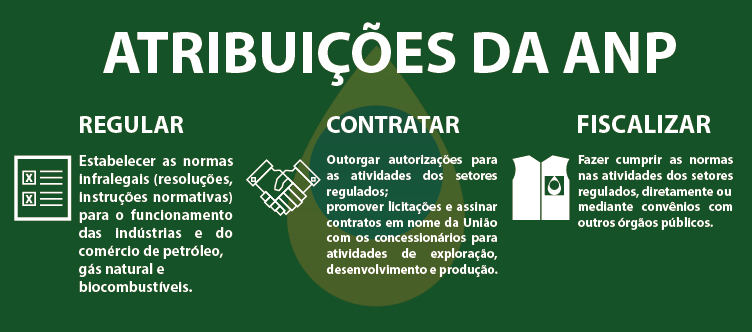 ATRIBUIÇÕES DA ANP
REGULAR
Estabelecer as normas
infralegais (resoluções,
instruções normativas)
para o funcionamento
das indústrias e do
comércio de petróleo,
gás natural e
biocombustíveis.
CONTRATAR
Outorgar autorizações para
as atividades dos setores
regulados;
promover licitações e assinar
contratos em nome da União
com os concessionários para
atividades de exploração,
desenvolvimento e produção.
FISCALIZAR
Fazer cumprir as normas
nas atividades dos setores
regulados, diretamente ou
mediante convênios com
outros órgãos públicos.